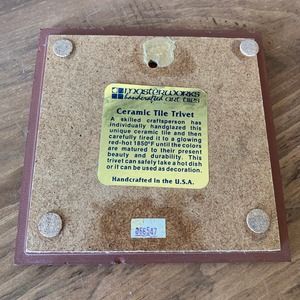 masterworks
handcrafted art tiles
Ceramic Tile Trivet
A skilled craftsperson has
individually handglazed this
unique ceramic tile and then
carefully fired it to a glowing
red-hot 1850°F until the colors
are matured to their present
beauty and durability. This
trivet can safely take a hot dish
or it can be used as decoration.
Handcrafted in the U.S.A.